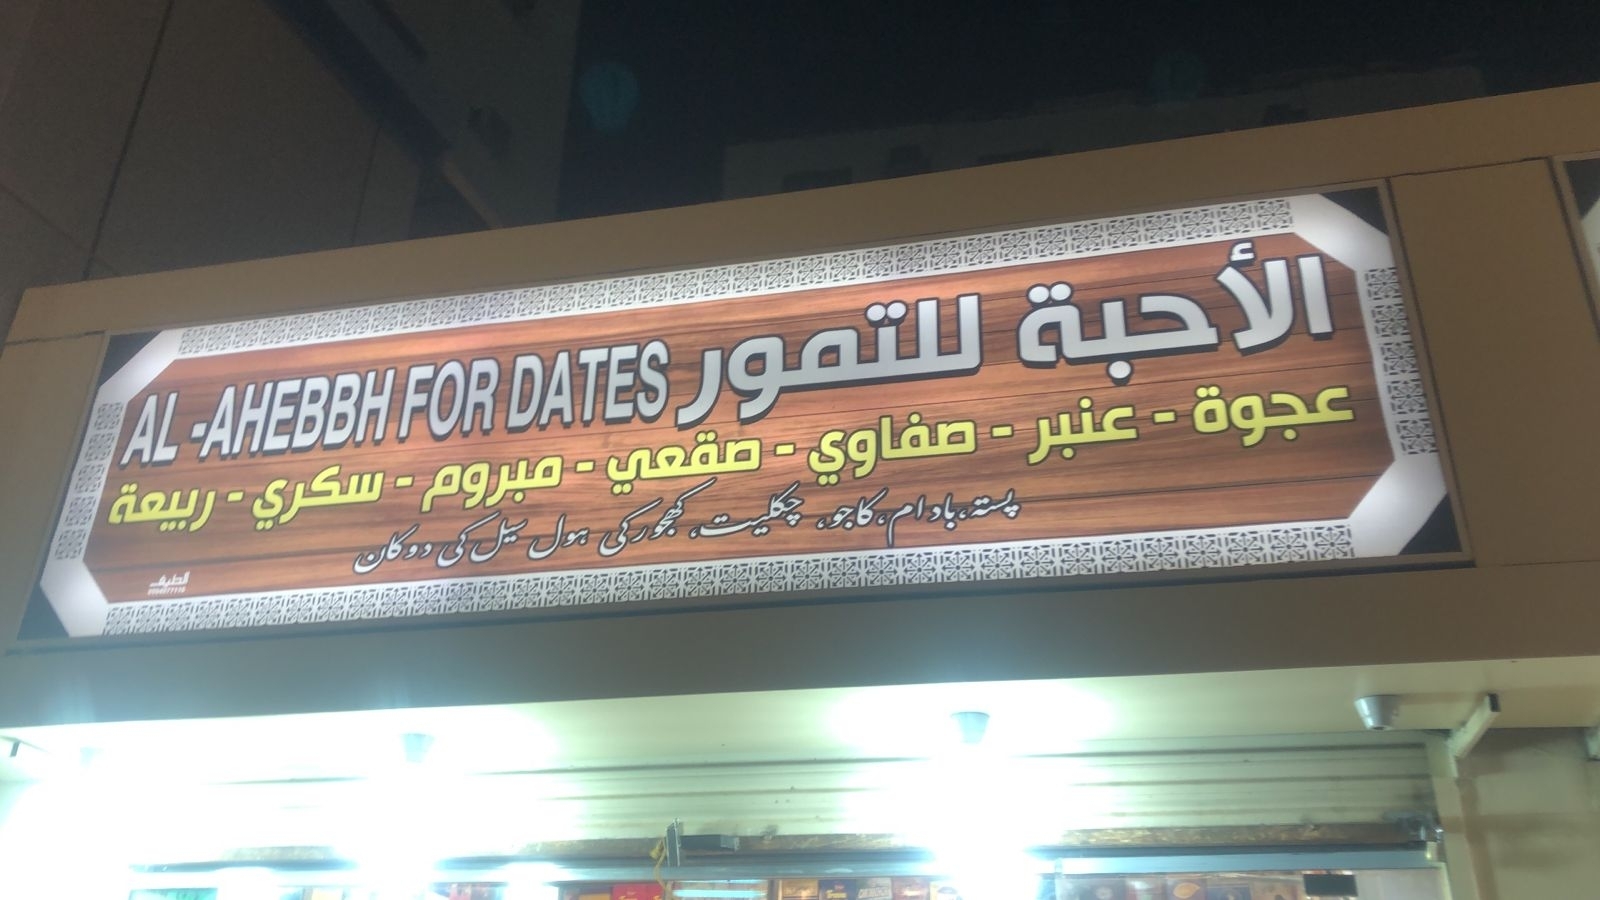 الأحبة للتمور AL -AHEBBH FOR DATES
عجوة - عنبر - صفاوي - صقعي - مبروم - سكري - ربيعة
پستہ، بادام، کاجو، چکلیٹ، کھجور کی ہول سیل کی دوکان
الطيف